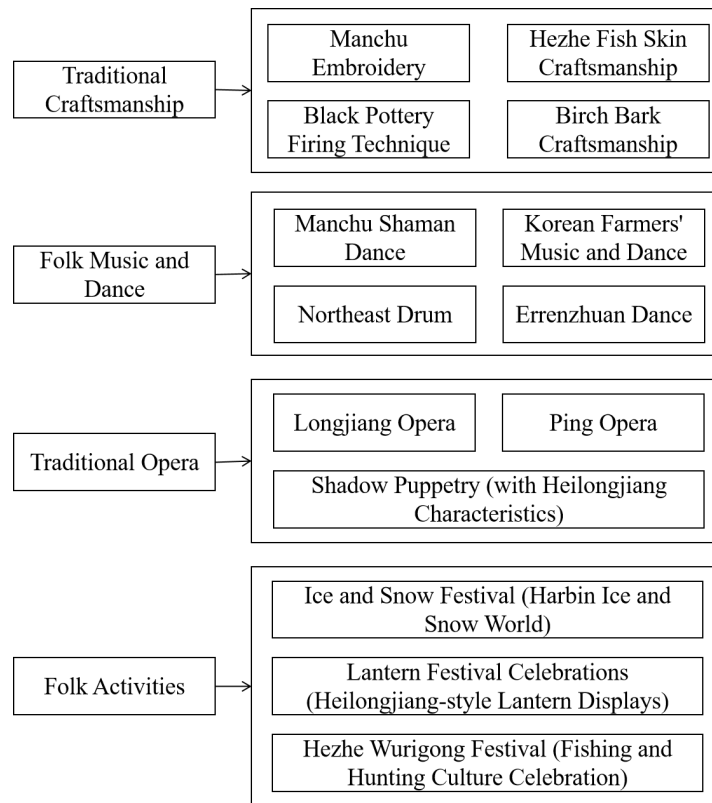 Traditional
Craftsmanship
Manchu
Embroidery
Hezhe Fish Skin
Craftsmanship
Black Pottery
Firing Technique
Birch Bark
Craftsmanship
Folk Music and
Dance
Manchu Shaman
Dance
Korean Farmers'
Music and Dance
Northeast Drum
Errenzhuan Dance
Traditional Opera
Longjiang Opera
Ping Opera
Shadow Puppetry (with Heilongjiang
Characteristics)
Folk Activities
Ice and Snow Festival (Harbin Ice and
Snow World)
Lantern Festival Celebrations
(Heilongjiang-style Lantern Displays)
Hezhe Wurigong Festival (Fishing and
Hunting Culture Celebration)